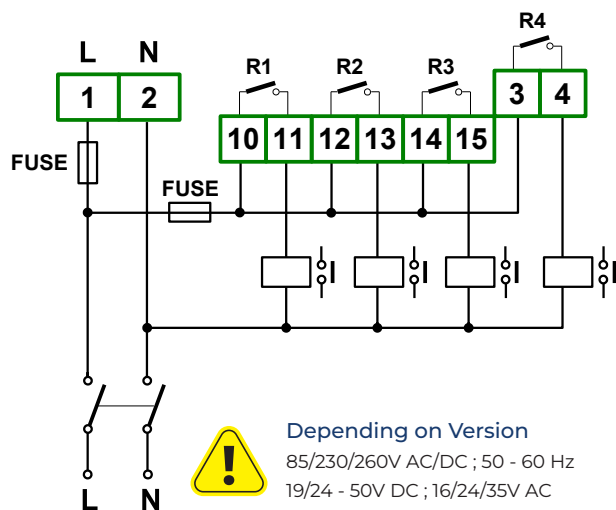 L N
1 2
FUSE
FUSE
R1 R2 R3 R4
10 11 12 13 14 15
3 4
L N
Depending on Version
85/230/260V AC/DC ; 50 - 60 Hz
19/24 - 50V DC ; 16/24/35V AC